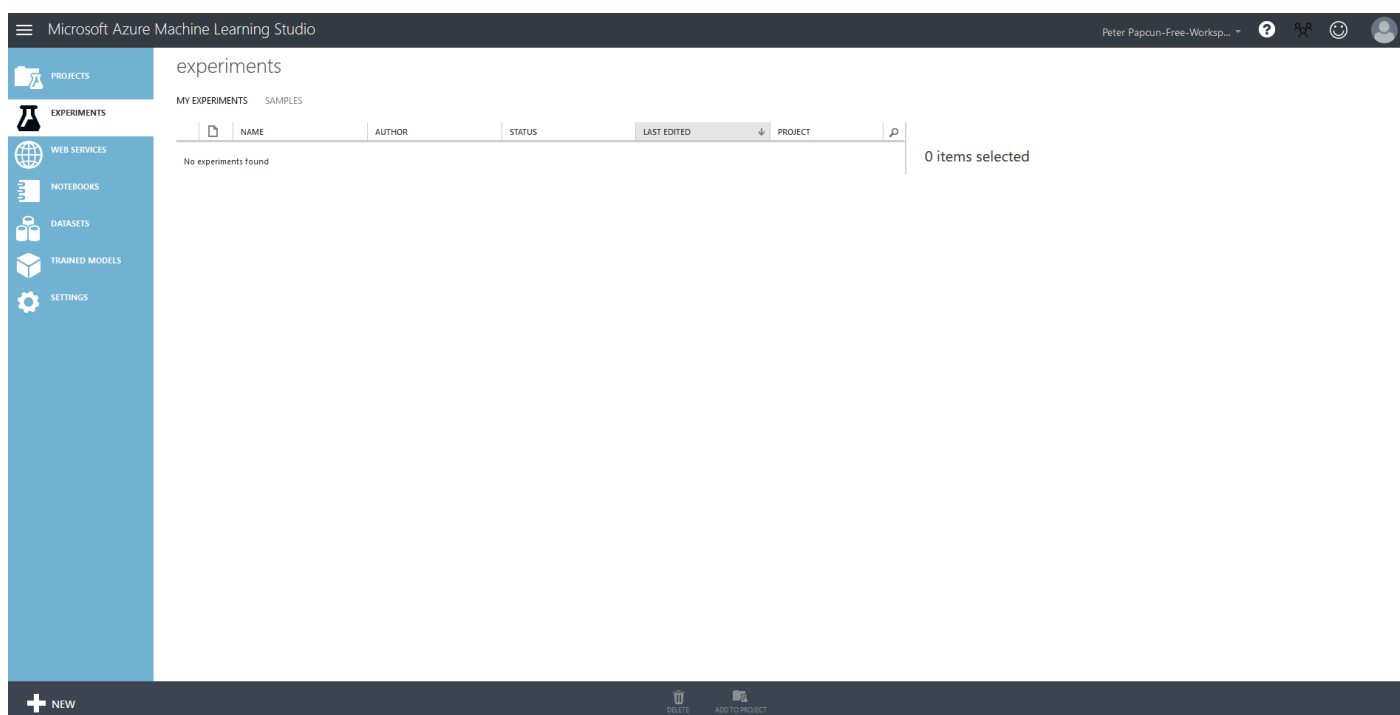 Microsoft Azure Machine Learning Studio
Peter Papcun-Free-Worksp...
?
PROJECTS
EXPERIMENTS
WEB SERVICES
NOTEBOOKS
DATASETS
TRAINED MODELS
SETTINGS
experiments
MY EXPERIMENTS SAMPLES
NAME AUTHOR STATUS LAST EDITED PROJECT
No experiments found
0 items selected
NEW
DELETE ADD TO PROJECT